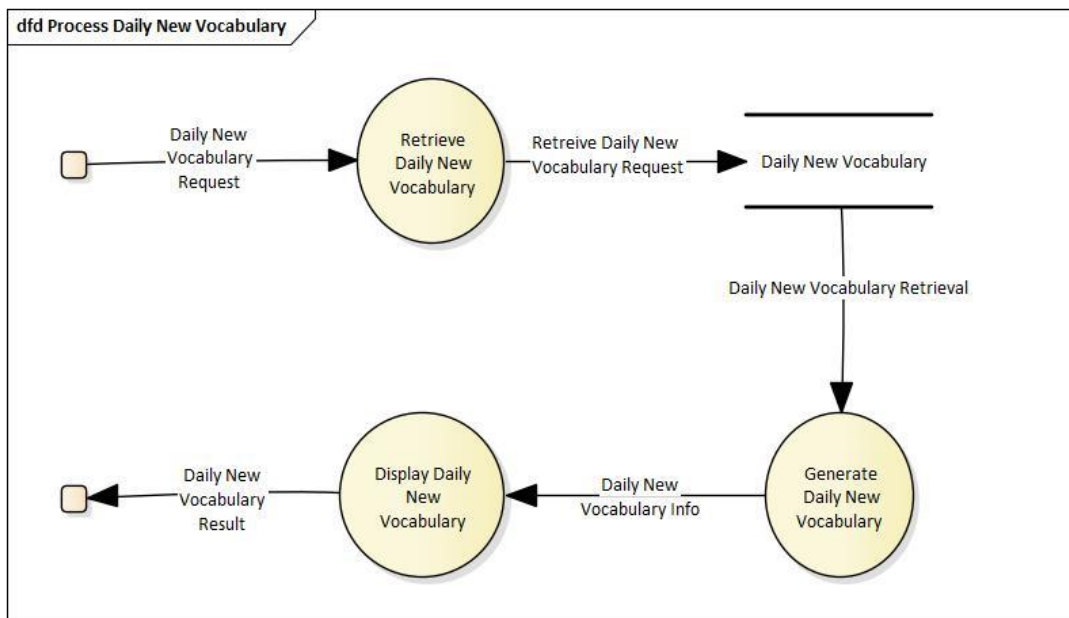 dfd Process Daily New Vocabulary
Daily New
Vocabulary
Request
Retrieve
Daily New
Vocabulary
Retreive Daily New
Vocabulary Request
Daily New Vocabulary
Daily New Vocabulary Retrieval
Generate
Daily New
Vocabulary
Daily New
Vocabulary Info
Display Daily
New
Vocabulary
Daily New
Vocabulary
Result